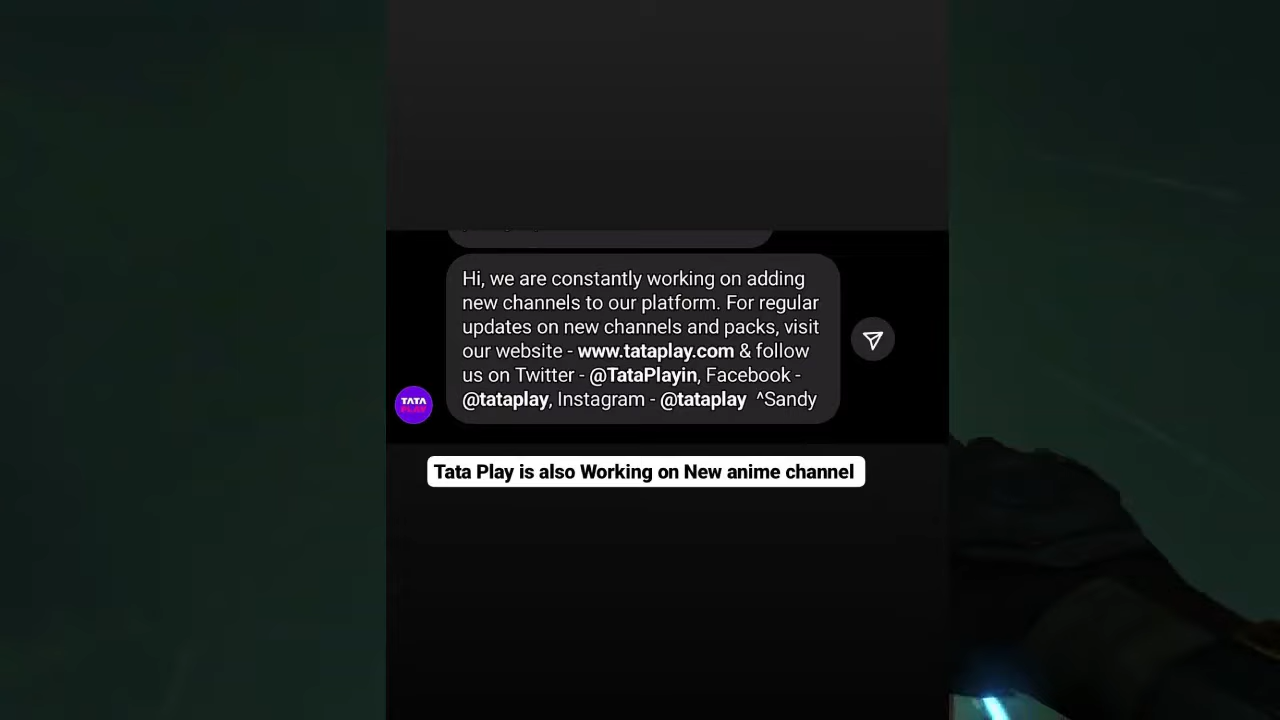 Hi, we are constantly working on adding
new channels to our platform. For regular
updates on new channels and packs, visit
our website - www.tataplay.com & follow
us on Twitter - @TataPlayin, Facebook -
@tataplay, Instagram - @tataplay ^Sandy
TATA
PLAY
Tata Play is also Working on New anime channel